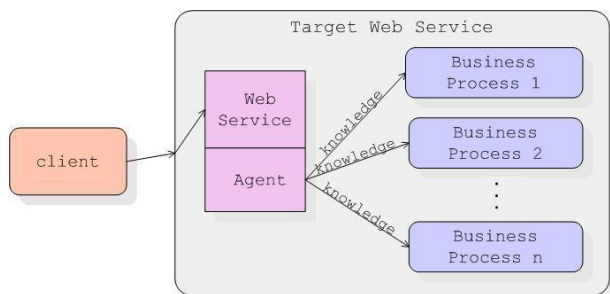 Target Web Service
client
Web
Service
Agent
knowledge
knowledge
knowledge
Business
Process 1
Business
Process 2
Business
Process n